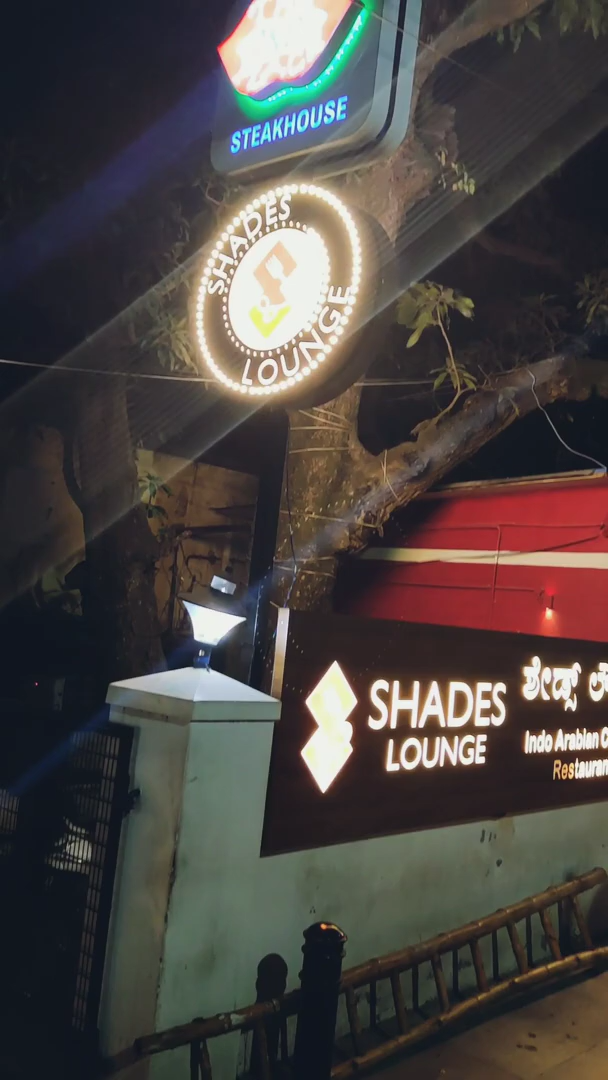 STEAKHOUSE
SHADES
LOUNGE
SHADES
LOUNGE
ಶೇಡ್ಸ್
Indo Arabian
Restauran